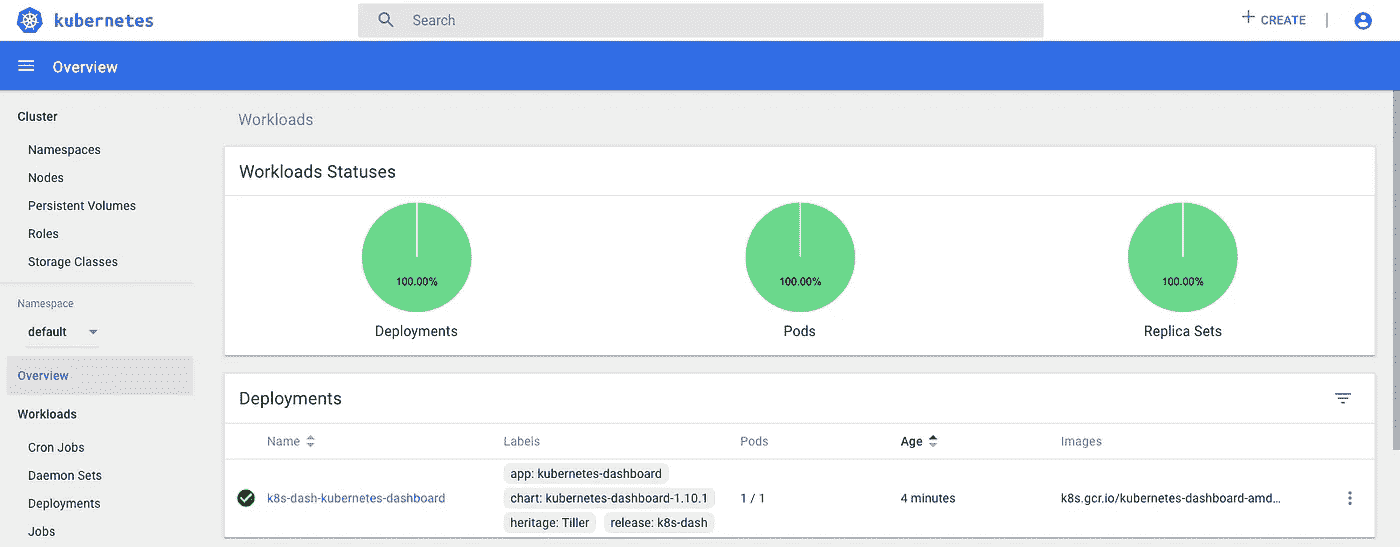 kubernetes
Search
CREATE
Overview
Cluster
Namespaces
Nodes
Persistent Volumes
Roles
Storage Classes
Namespace
default
Overview
Workloads
Cron Jobs
Daemon Sets
Deployments
Jobs
Workloads
Workloads Statuses
100.00% 100.00% 100.00%
Deployments Pods Replica Sets
Deployments
Name Labels Pods Age Images
app: kubernetes-dashboard
k8s-dash-kubernetes-dashboard chart: kubernetes-dashboard-1.10.1 1 / 1 4 minutes k8s.gcr.io/kubernetes-dashboard-amd...
heritage: Tiller release: k8s-dash